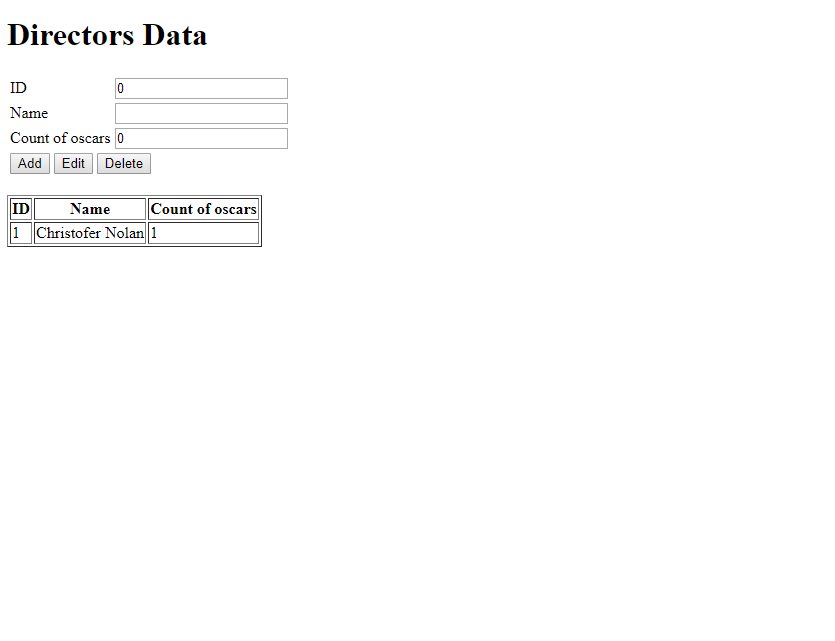 Directors Data
ID 0
Name
Count of oscars 0
Add Edit Delete
ID Name Count of oscars
1 Christofer Nolan 1